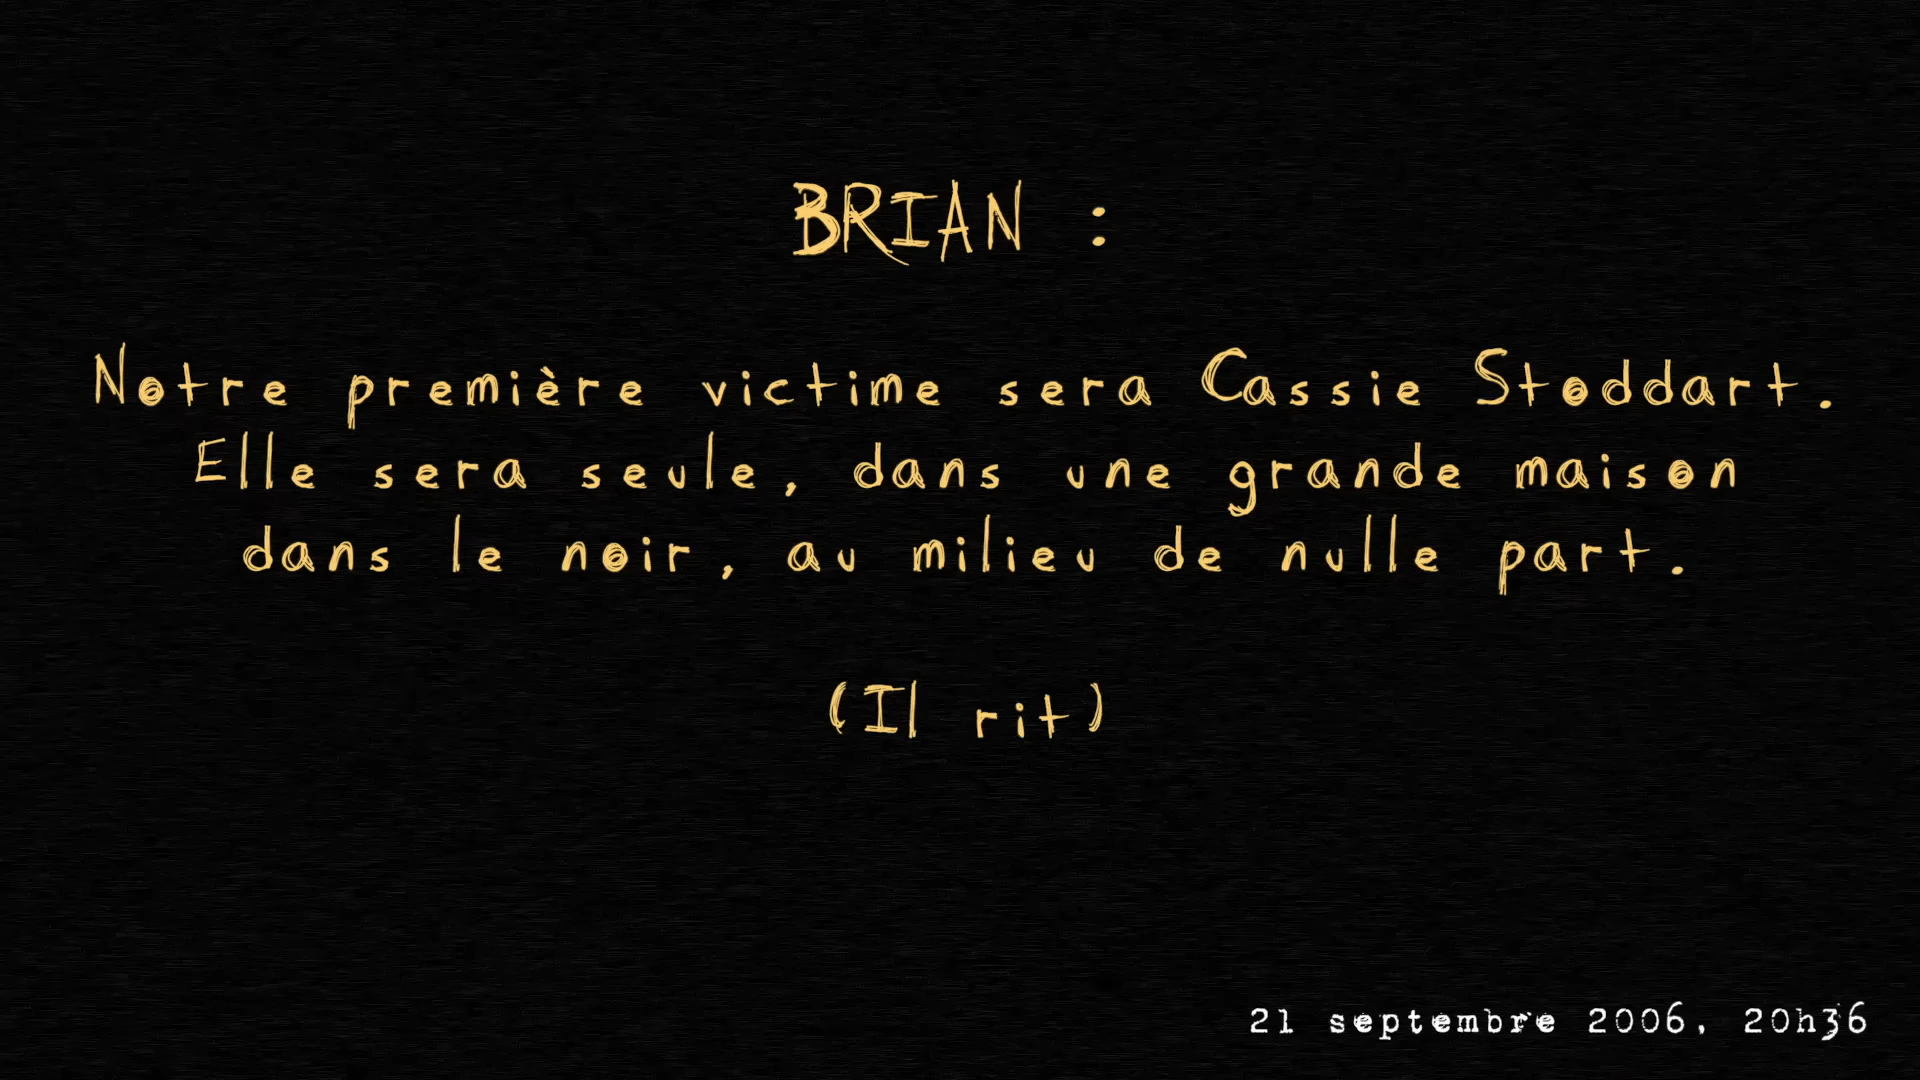 BRIAN :
Notre première victime sera Cassie Stoddart.
Elle sera seule, dans une grande maison
dans le noir, au milieu de nulle part.
(Il rit)
21 septembre 2006, 20h36